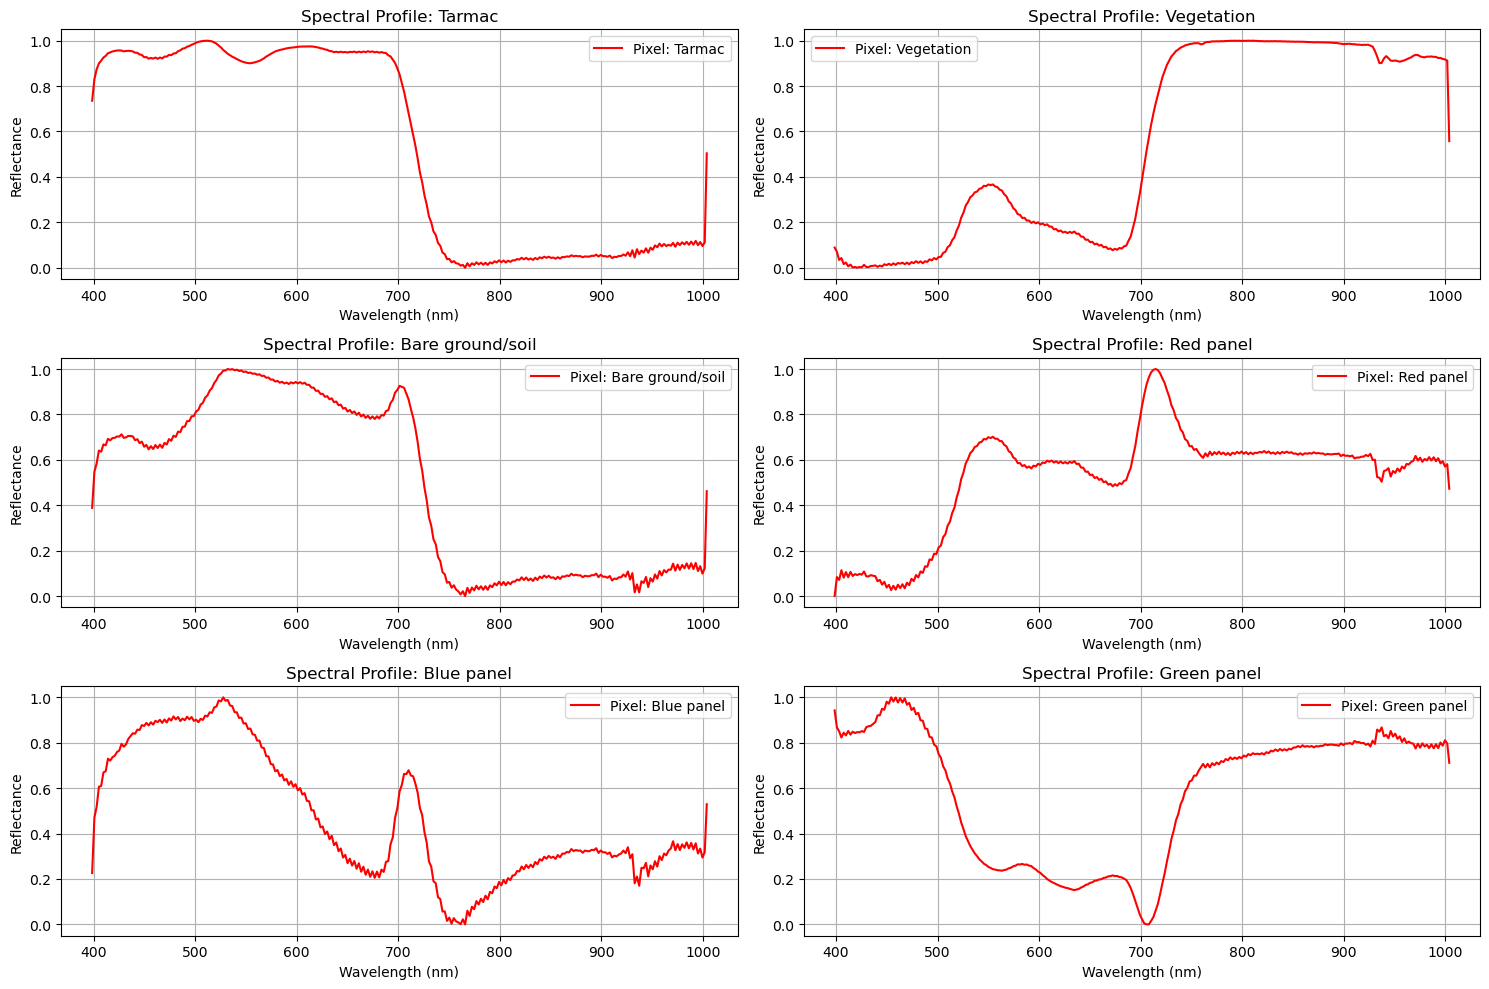 Spectral Profile: Tarmac
Pixel: Tarmac
Reflectance
1.0
0.8
0.6
0.4
0.2
0.0
400 500 600 700 800 900 1000
Wavelength (nm)
Spectral Profile: Vegetation
Pixel: Vegetation
Reflectance
1.0
0.8
0.6
0.4
0.2
0.0
400 500 600 700 800 900 1000
Wavelength (nm)
Spectral Profile: Bare ground/soil
Pixel: Bare ground/soil
Reflectance
1.0
0.8
0.6
0.4
0.2
0.0
400 500 600 700 800 900 1000
Wavelength (nm)
Spectral Profile: Red panel
Pixel: Red panel
Reflectance
1.0
0.8
0.6
0.4
0.2
0.0
400 500 600 700 800 900 1000
Wavelength (nm)
Spectral Profile: Blue panel
Pixel: Blue panel
Reflectance
1.0
0.8
0.6
0.4
0.2
0.0
400 500 600 700 800 900 1000
Wavelength (nm)
Spectral Profile: Green panel
Pixel: Green panel
Reflectance
1.0
0.8
0.6
0.4
0.2
0.0
400 500 600 700 800 900 1000
Wavelength (nm)